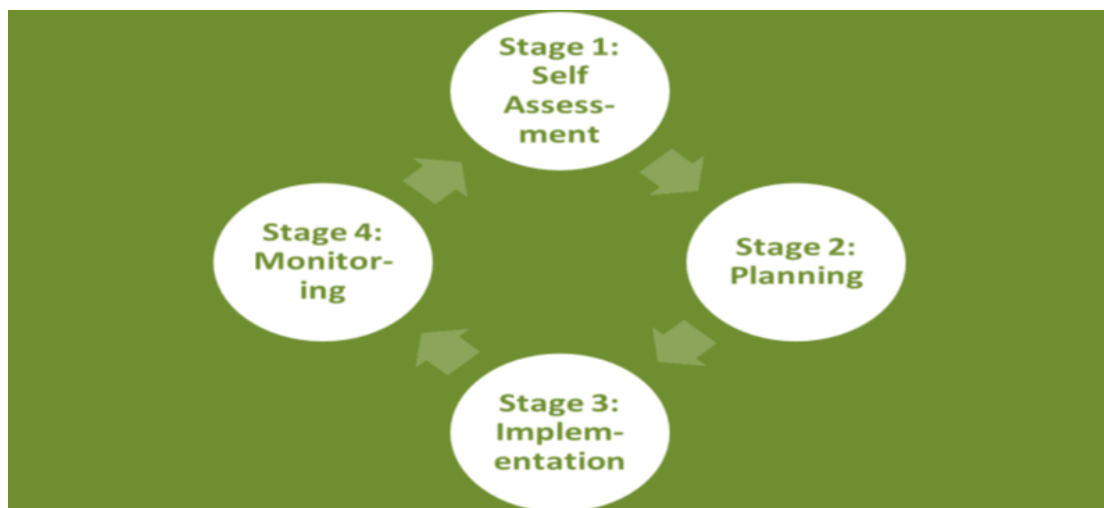 Stage 1:
Self
Assess-
ment
Stage 2:
Planning
Stage 3:
Implem-
entation
Stage 4:
Monitor-
ing